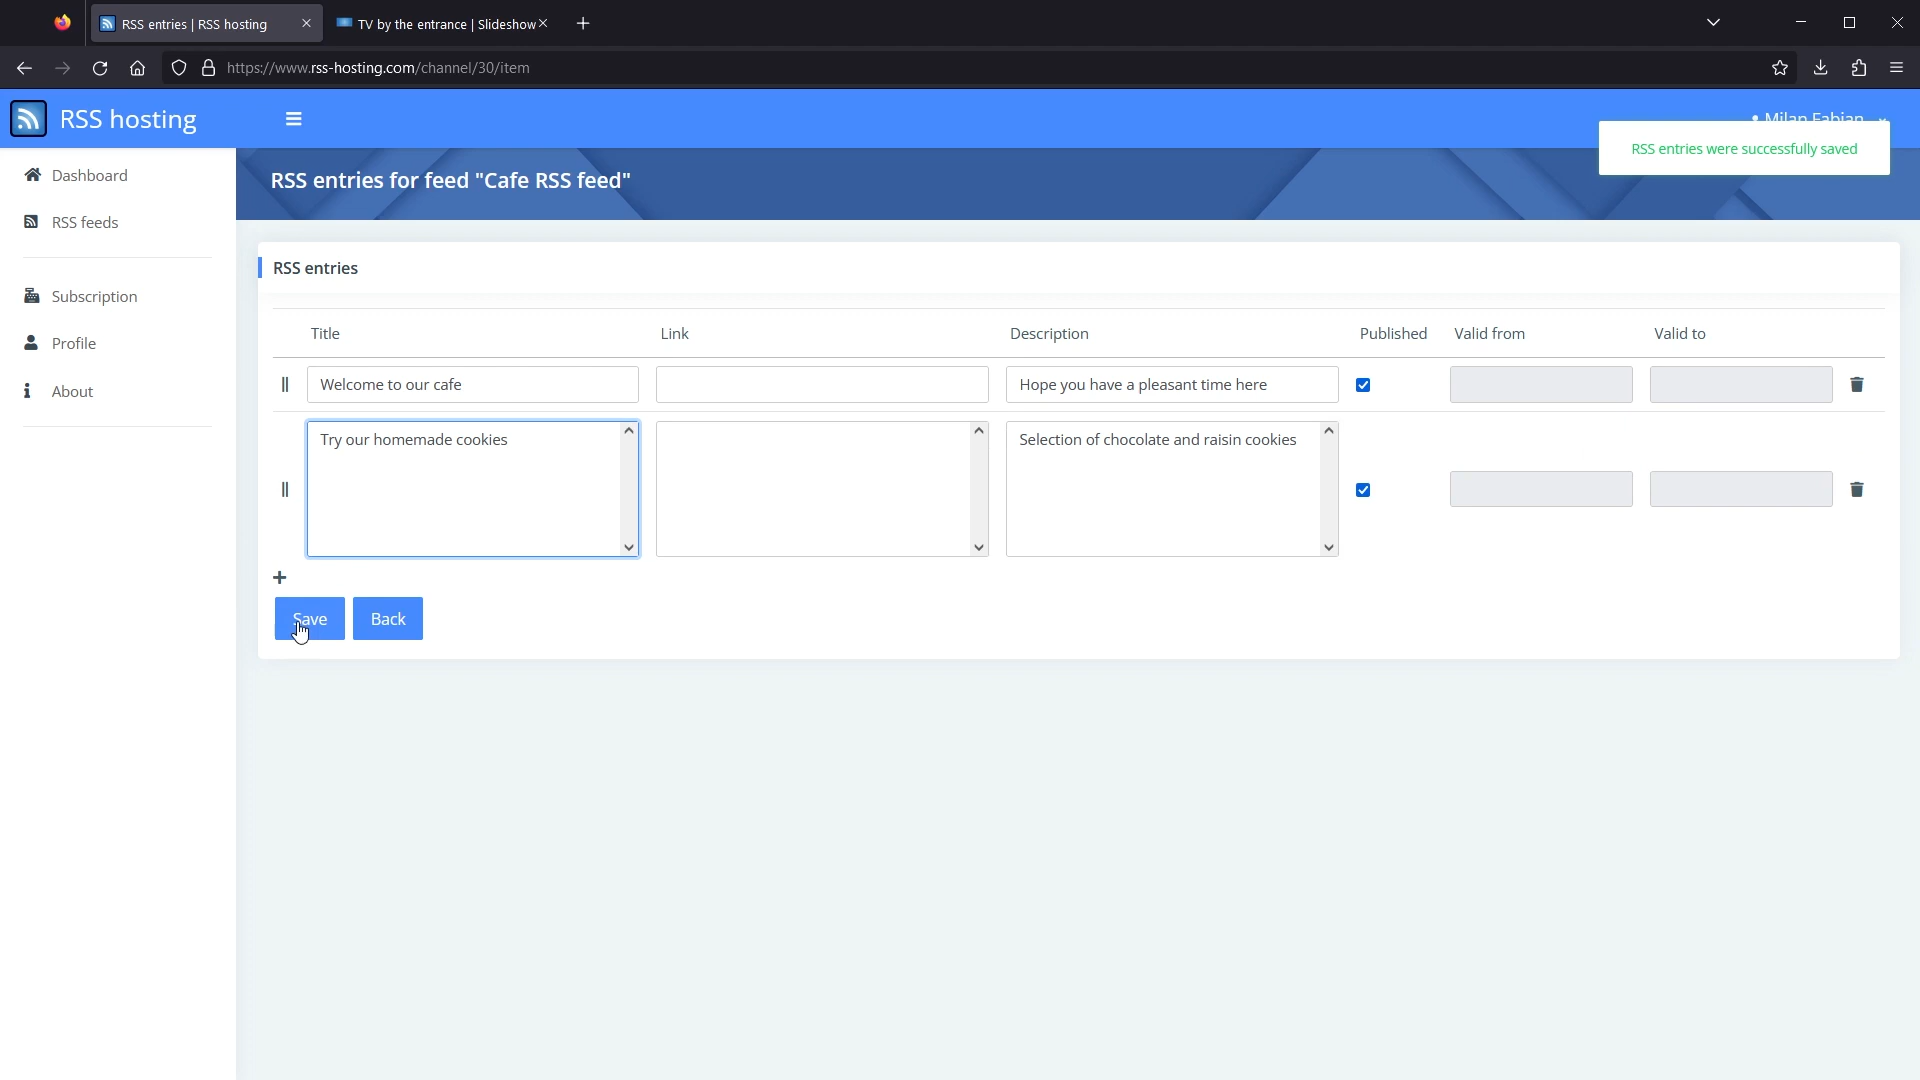 RSS entries | RSS hosting
TV by the entrance | Slideshow
https://www.rss-hosting.com/channel/30/item
RSS hosting
Milan Fabian
RSS entries were successfully saved
Dashboard
RSS feeds
Subscription
Profile
About
RSS entries for feed "Cafe RSS feed"
RSS entries
Title Link Description Published Valid from Valid to
Welcome to our cafe Hope you have a pleasant time here
Try our homemade cookies Selection of chocolate and raisin cookies
Save Back